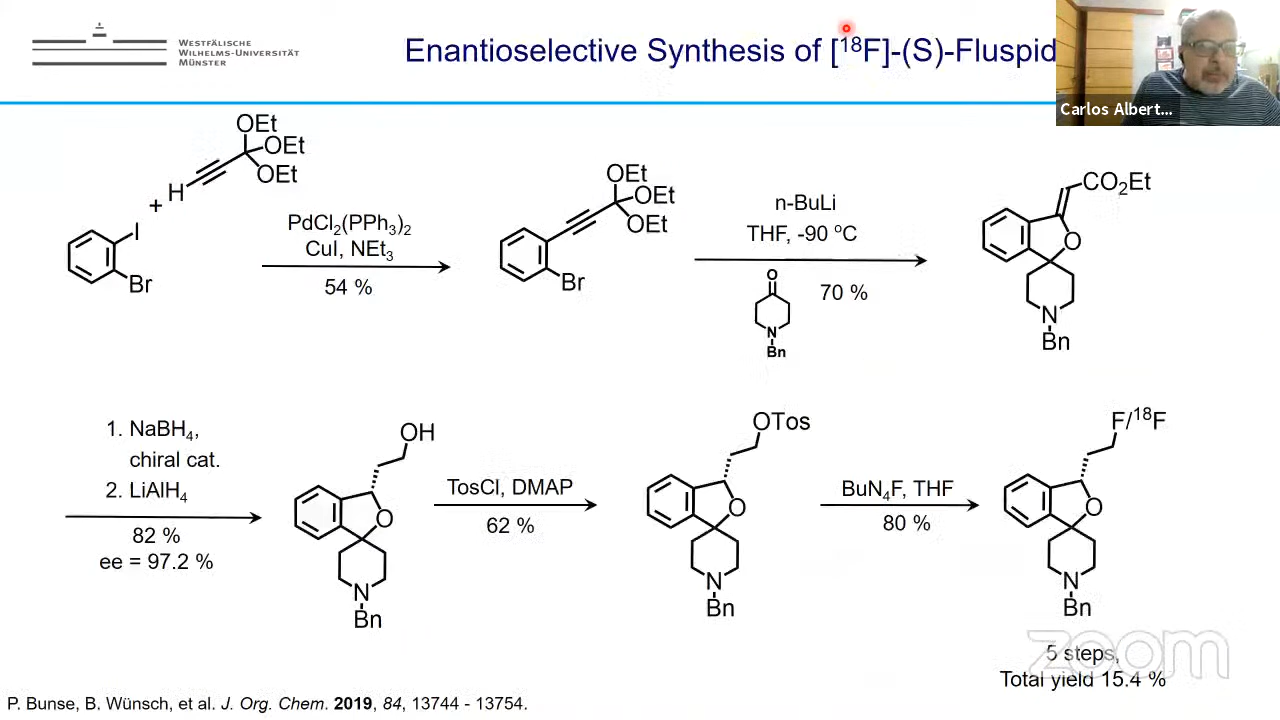 WESTFÄLISCHE
WILHELMS-UNIVERSITÄT
MÜNSTER
Enantioselective Synthesis of [¹⁸F]-(S)-Fluspid
Carlos Albert...
OEt
OEt
OEt
H
+
I
Br
PdCl₂(PPh₃)₂
CuI, NEt₃
54 %
OEt
OEt
OEt
Br
n-BuLi
THF, -90 °C
70 %
O
N
Bn
CO₂Et
O
N
Bn
1. NaBH₄,
chiral cat.
2. LiAlH₄
82 %
ee = 97.2 %
OH
O
N
Bn
TosCl, DMAP
62 %
OTos
O
N
Bn
BuN₄F, THF
80 %
F/¹⁸F
O
N
Bn
zoom
5 steps,
Total yield 15.4 %
P. Bunse, B. Wünsch, et al. J. Org. Chem. 2019, 84, 13744 - 13754.